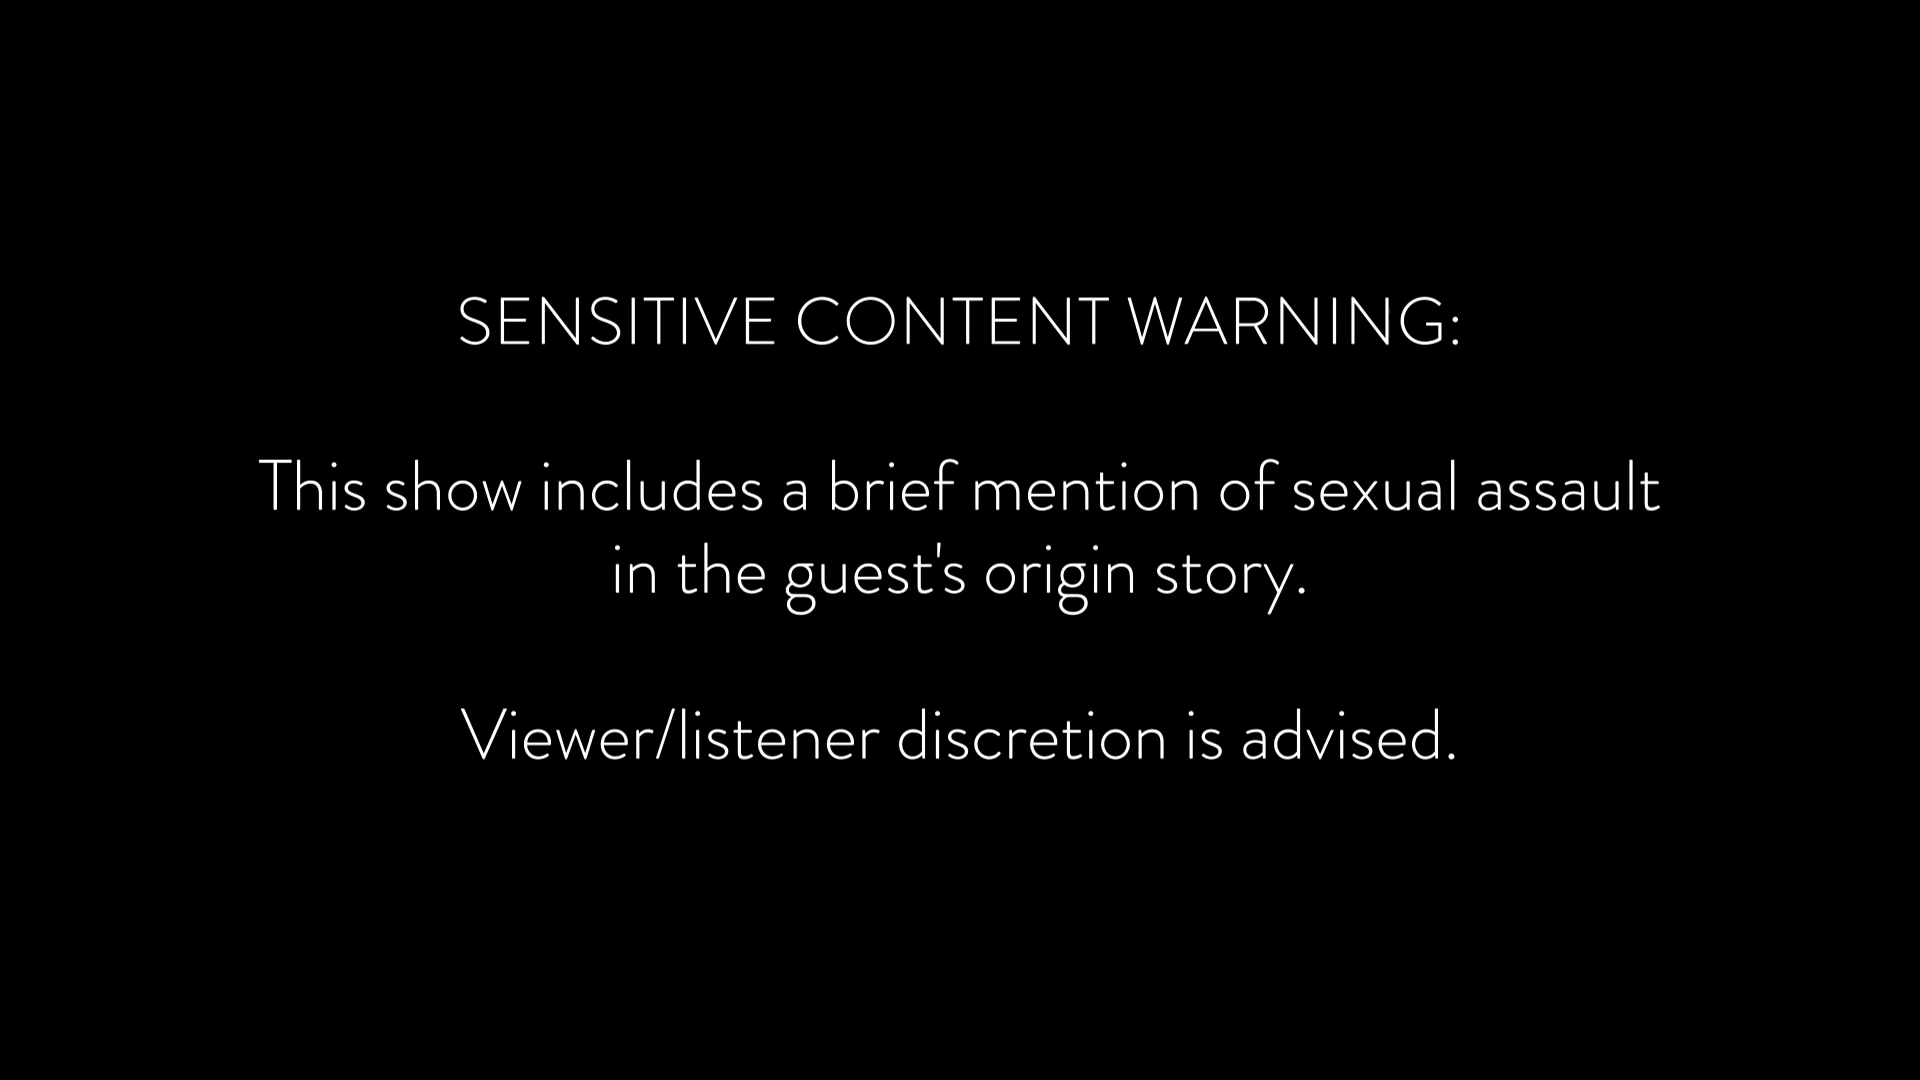 SENSITIVE CONTENT WARNING:
This show includes a brief mention of sexual assault
in the guest's origin story.
Viewer/listener discretion is advised.